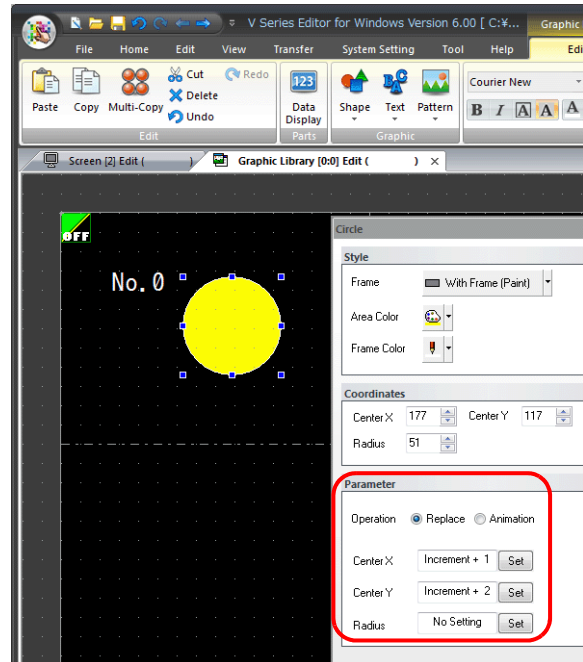 V Series Editor for Windows Version 6.00 [ C:¥... Graphic
File Home Edit View Transfer System Setting Tool Help Edi
Paste Copy Multi-Copy Cut Delete Undo Redo
Edit
123 Data Display
Parts
Shape Text Pattern
Graphic
Courier New
B I A A A
Screen [2] Edit ( ) Graphic Library [0:0] Edit ( ) ×
OFF
No.0
Circle
Style
Frame With Frame (Paint)
Area Color
Frame Color
Coordinates
Center X 177 Center Y 117
Radius 51
Parameter
Operation Replace Animation
Center X Increment + 1 Set
Center Y Increment + 2 Set
Radius No Setting Set